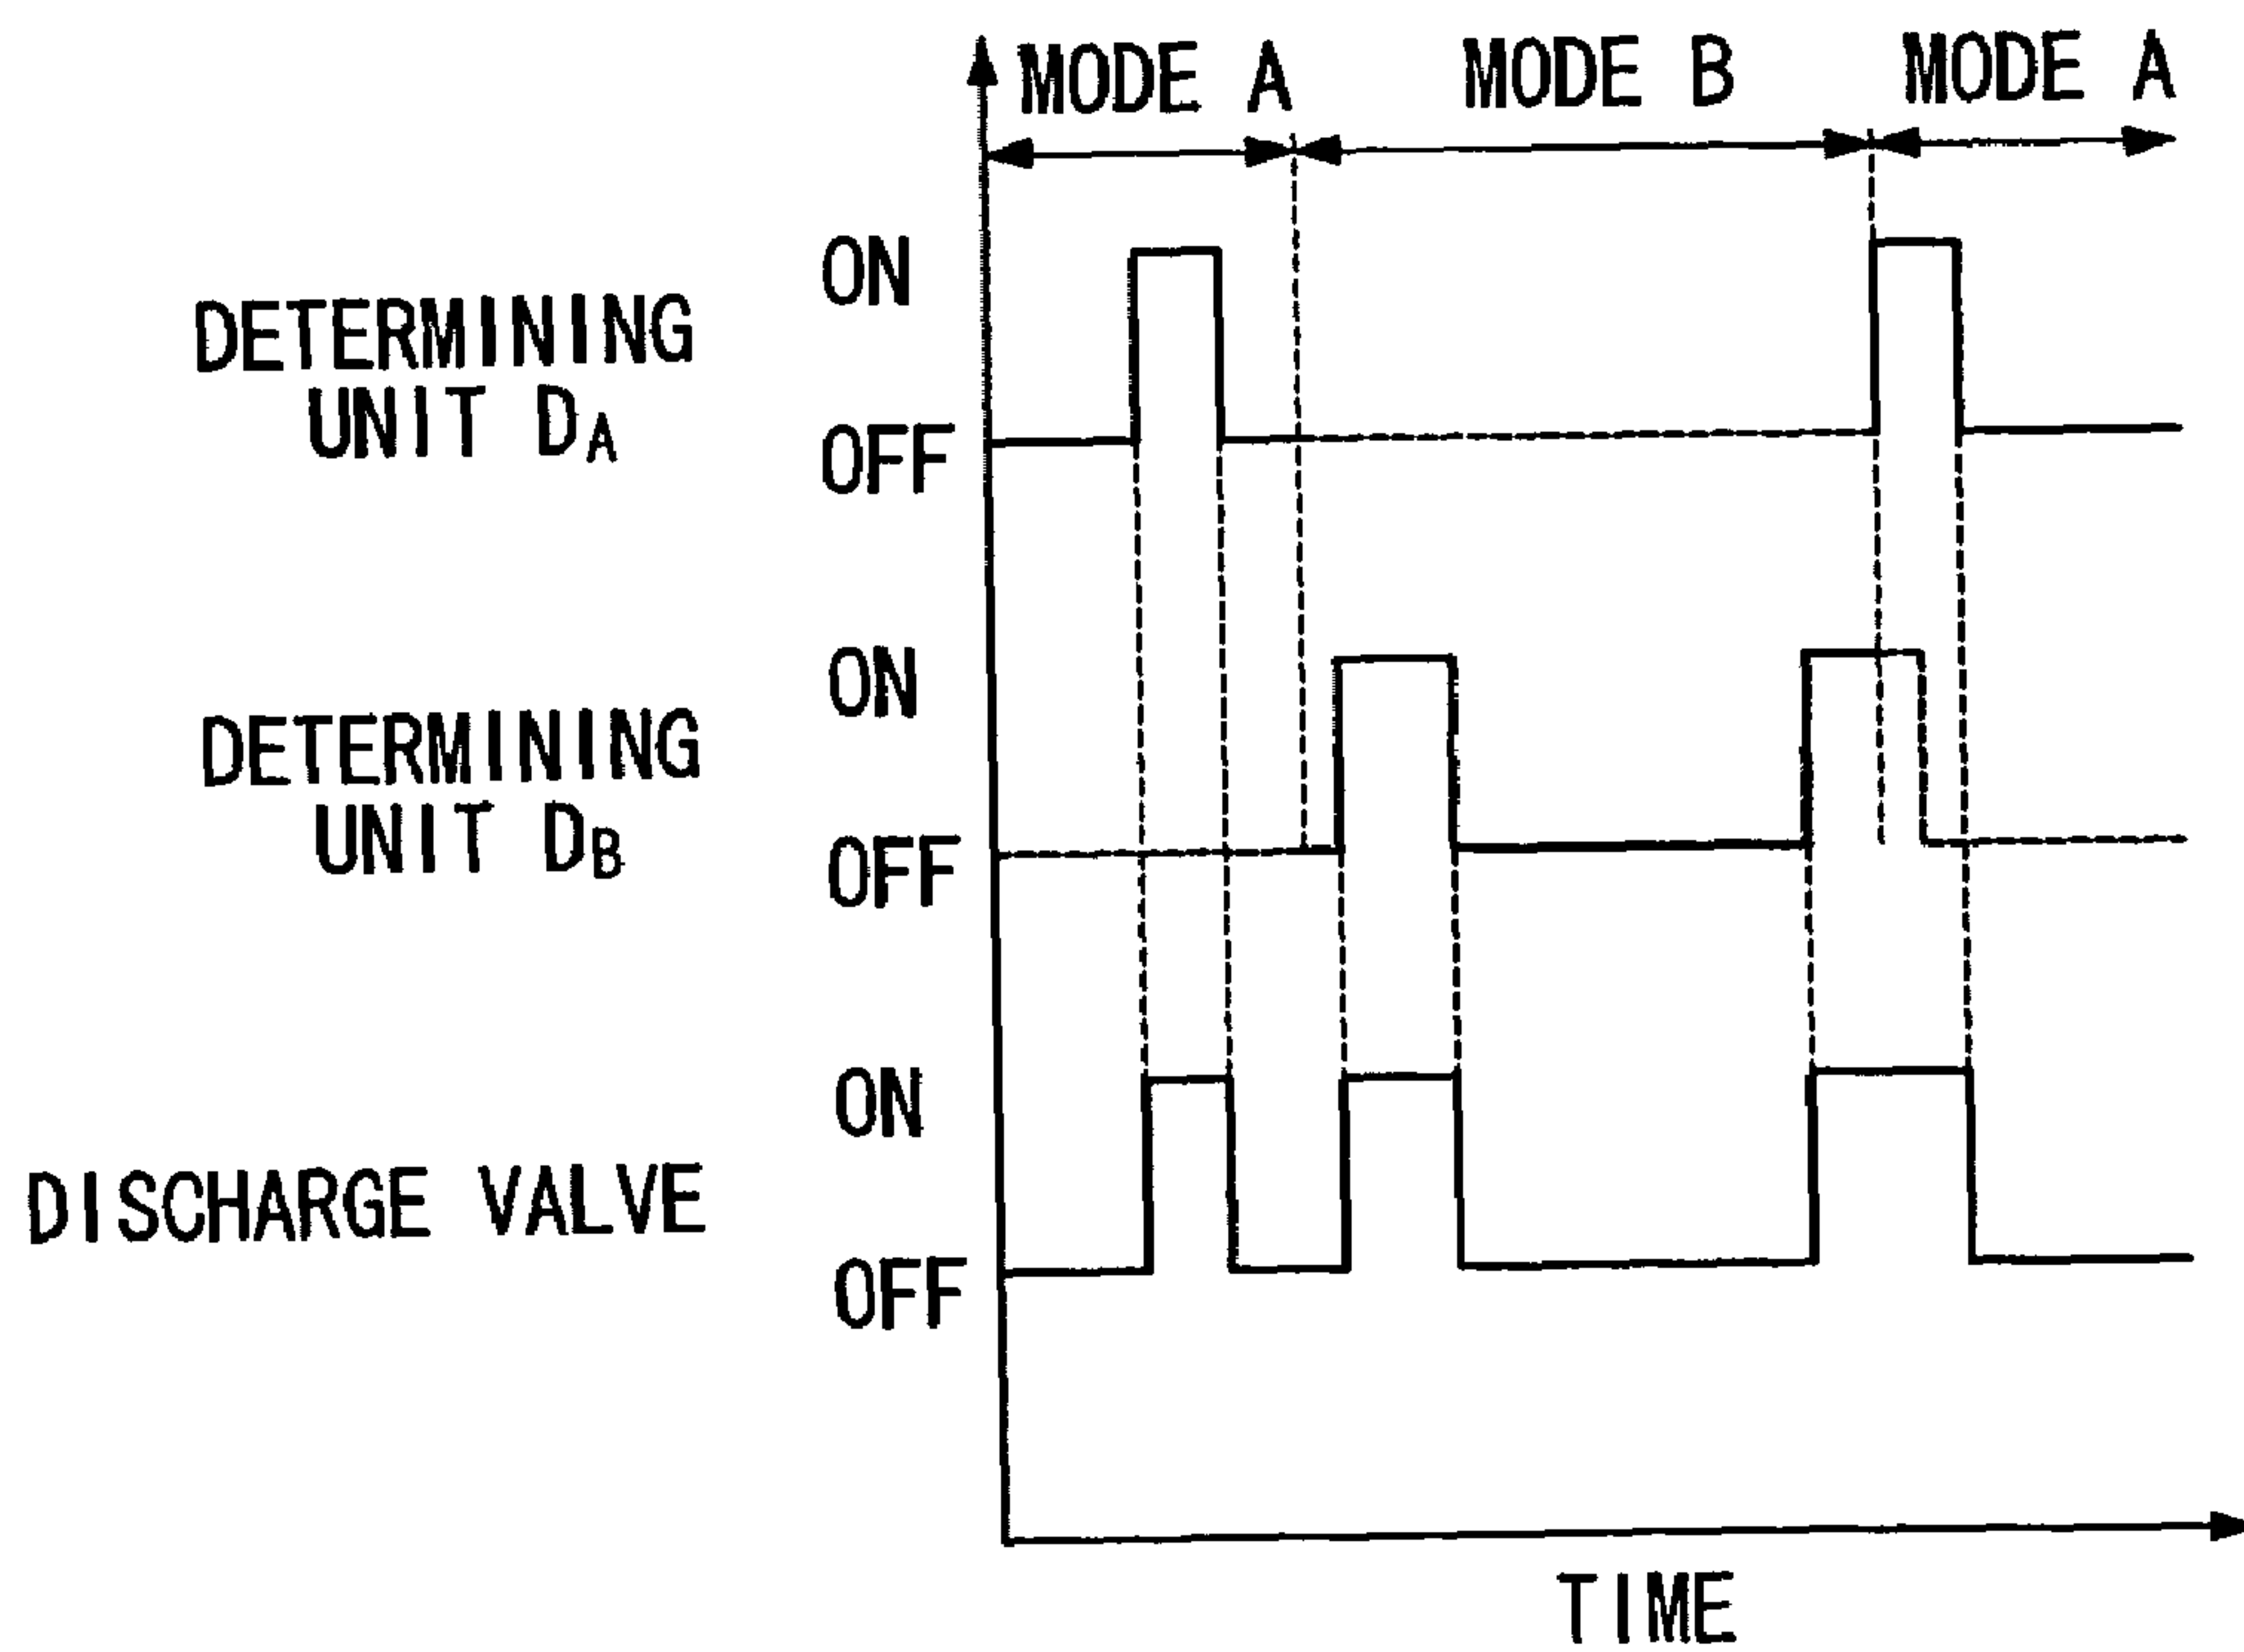 MODE A MODE B MODE A
ON
DETERMINING
UNIT DA
OFF
ON
DETERMINING
UNIT DB
OFF
ON
DISCHARGE VALVE
OFF
TIME